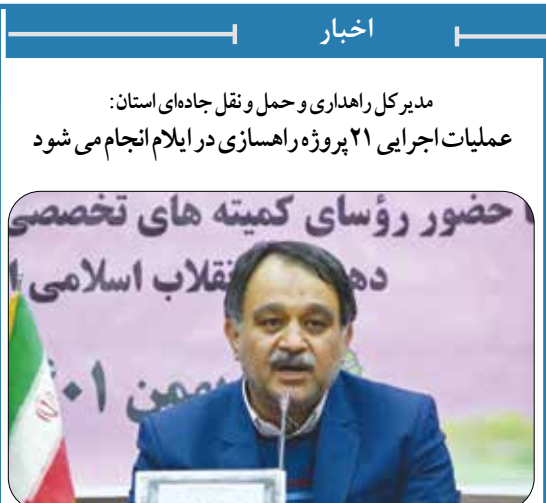 اخبار
مدیرکل راهداری و حمل و نقل جاده‌ای استان:
عملیات اجرایی ۲۱ پروژه راهسازی در ایلام انجام می شود
حضور رؤسای کمیته های تخصصی
نقلاب اسلامی